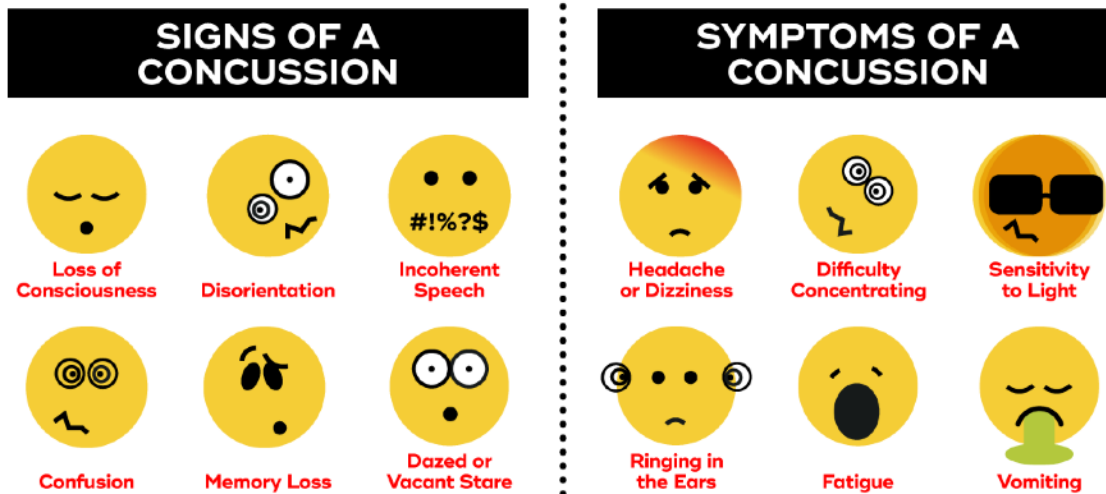 SIGNS OF A
CONCUSSION
Loss of
Consciousness
Disorientation
#!%?$
Incoherent
Speech
Confusion
Memory Loss
Dazed or
Vacant Stare
SYMPTOMS OF A
CONCUSSION
Headache
or Dizziness
Difficulty
Concentrating
Sensitivity
to Light
Ringing in
the Ears
Fatigue
Vomiting